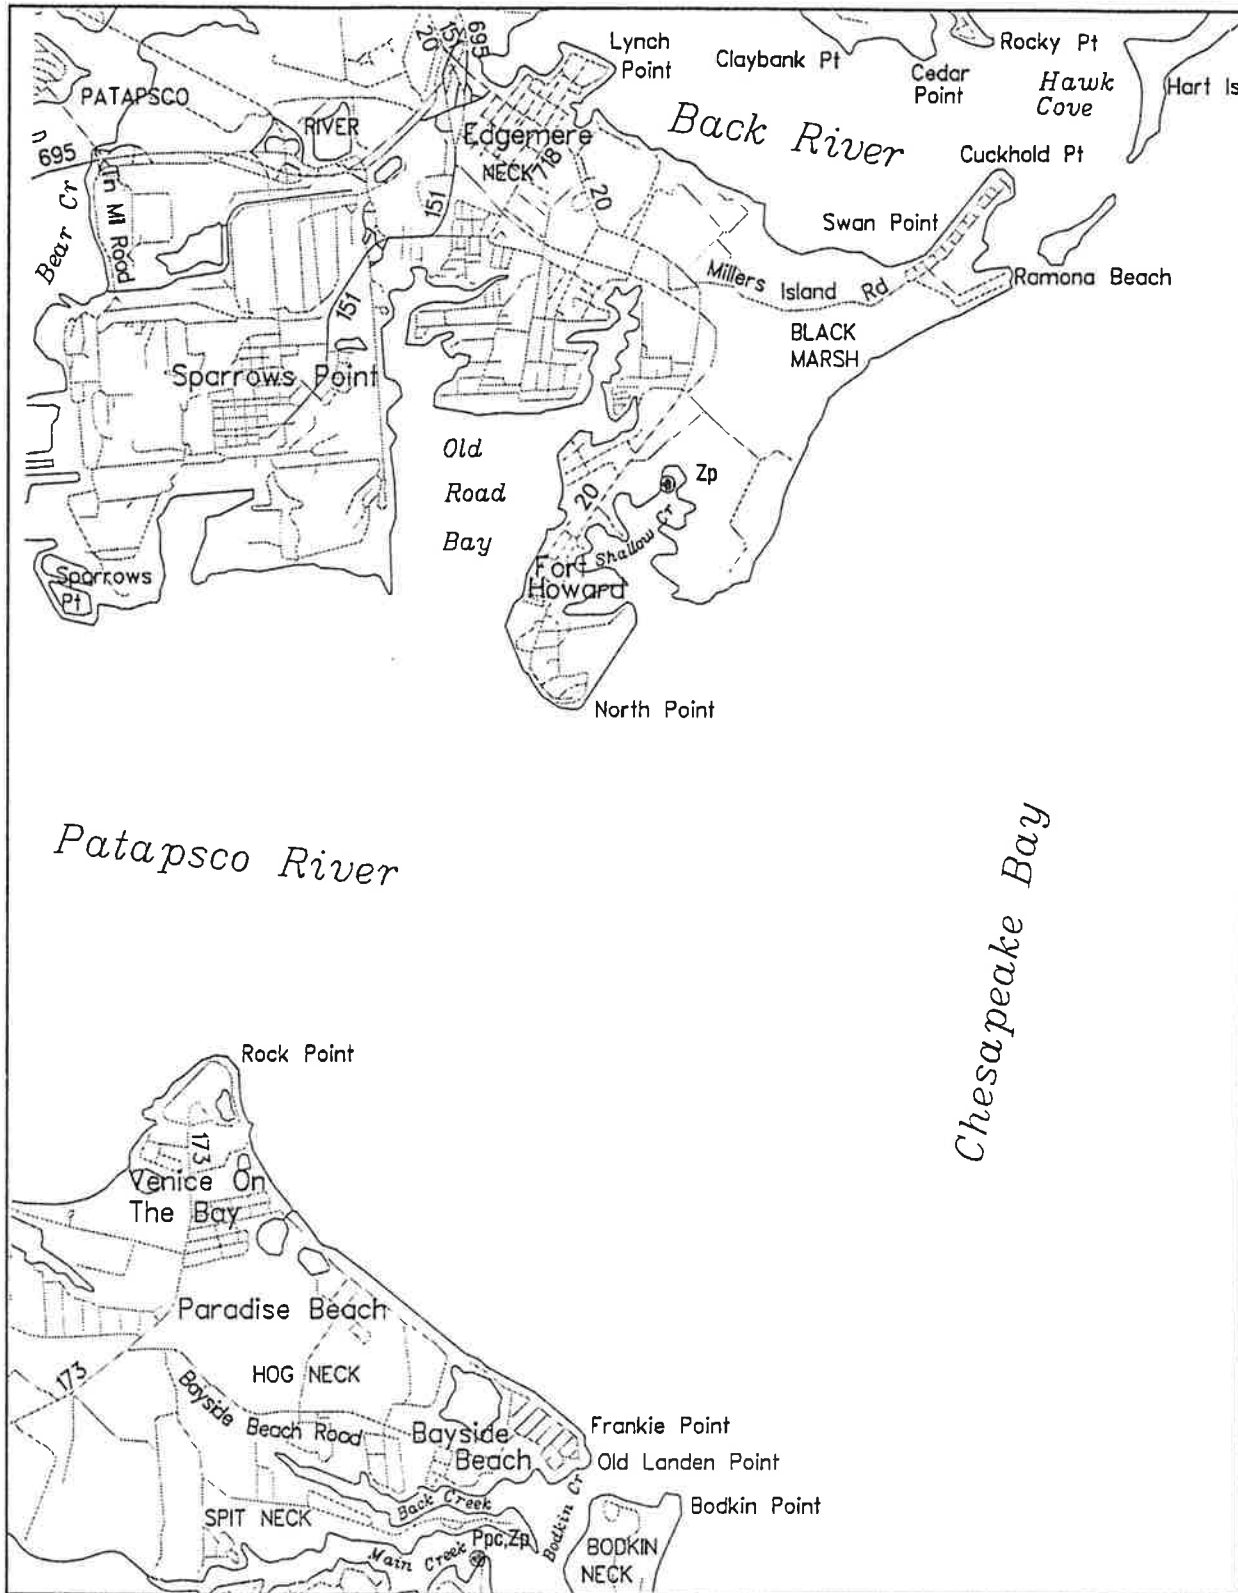 20
151
695
Lynch
Point
Claybank Pt
Rocky Pt
Cedar
Point
Hawk
Cove
Hart Is
PATAPSCO
RIVER
Edgemere
NECK
718
Back River
695
Cuckhold Pt
Bear Cr
151
20
Swan Point
Millers Island Rd
Ramona Beach
151
BLACK
MARSH
Sparrows Point
Old
Road
Bay
Zp
20
Shallow Cr
Fort
Howard
Sparrows
Pt
North Point
Patapsco River
Chesapeake Bay
Rock Point
173
Venice On
The Bay
Paradise Beach
HOG NECK
173
Bayside Beach Road
Bayside
Beach
Frankie Point
Old Landen Point
Back Creek
Bodkin Cr
Bodkin Point
SPIT NECK
Main Creek
Ppc,Zp
BODKIN
NECK